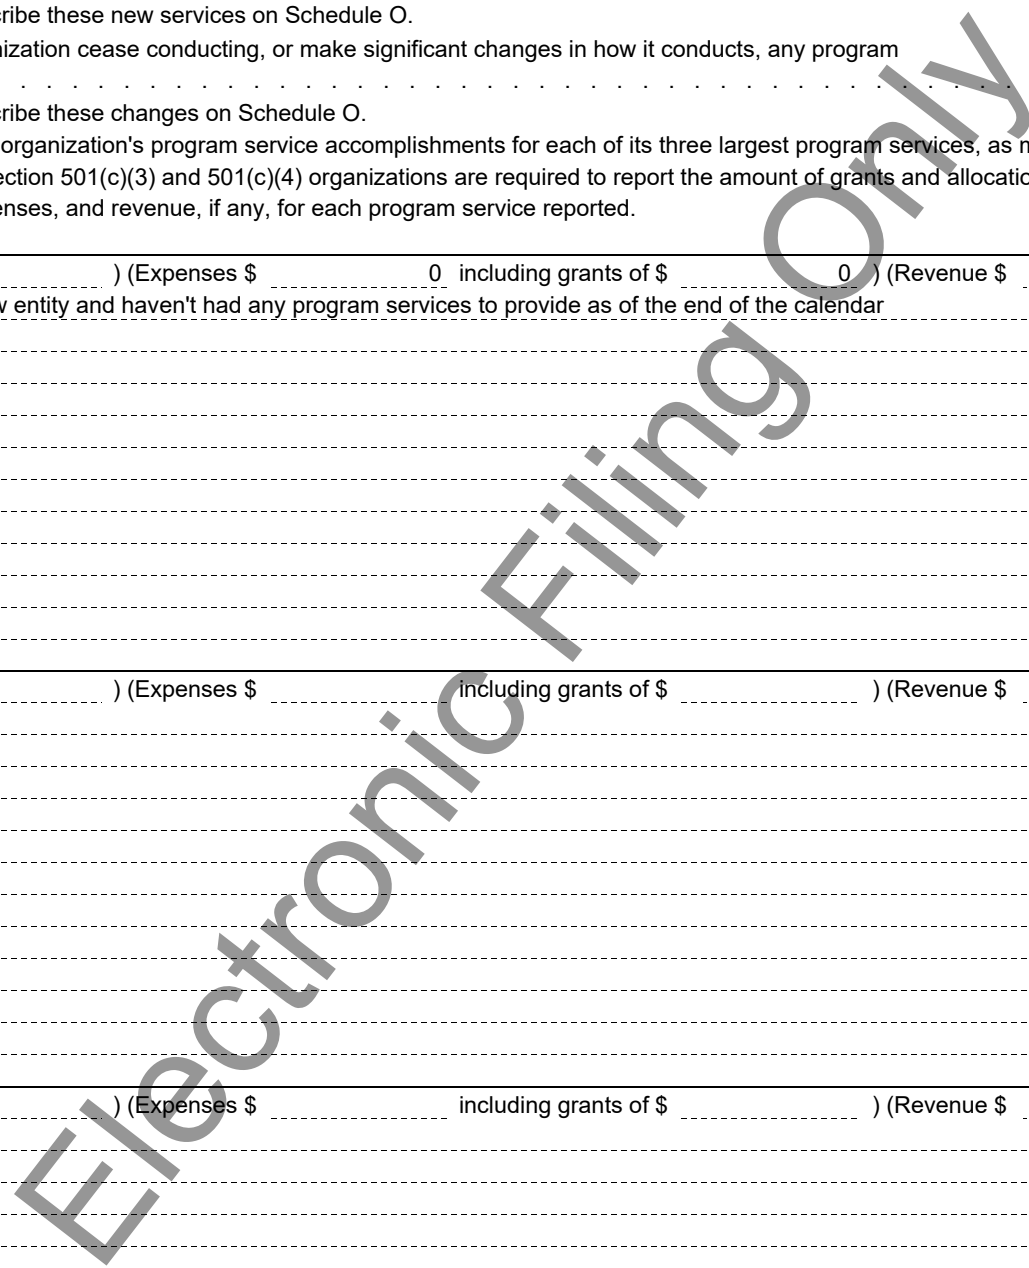 ribe these new services on Schedule O.
nization cease conducting, or make significant changes in how it conducts, any program
. . . . . . . . . . . . . . . . . . . . . . . . . . . . . . . . . . . . . . .
ribe these changes on Schedule O.
organization's program service accomplishments for each of its three largest program services, as
ection 501(c)(3) and 501(c)(4) organizations are required to report the amount of grants and allocatio
enses, and revenue, if any, for each program service reported.
) (Expenses $ 0 including grants of $ 0 ) (Revenue $
entity and haven't had any program services to provide as of the end of the calendar
) (Expenses $ including grants of $ ) (Revenue $
) (Expenses $ including grants of $ ) (Revenue $
Electronic Filing Only